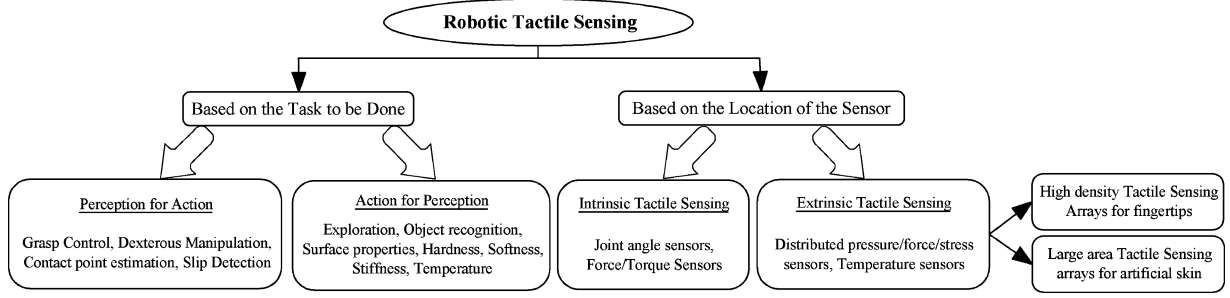 Robotic Tactile Sensing
Based on the Task to be Done
Based on the Location of the Sensor
Perception for Action
Grasp Control, Dexterous Manipulation,
Contact point estimation, Slip Detection
Action for Perception
Exploration, Object recognition,
Surface properties, Hardness, Softness,
Stiffness, Temperature
Intrinsic Tactile Sensing
Joint angle sensors,
Force/Torque Sensors
Extrinsic Tactile Sensing
Distributed pressure/force/stress
sensors, Temperature sensors
High density Tactile Sensing
Arrays for fingertips
Large area Tactile Sensing
arrays for artificial skin